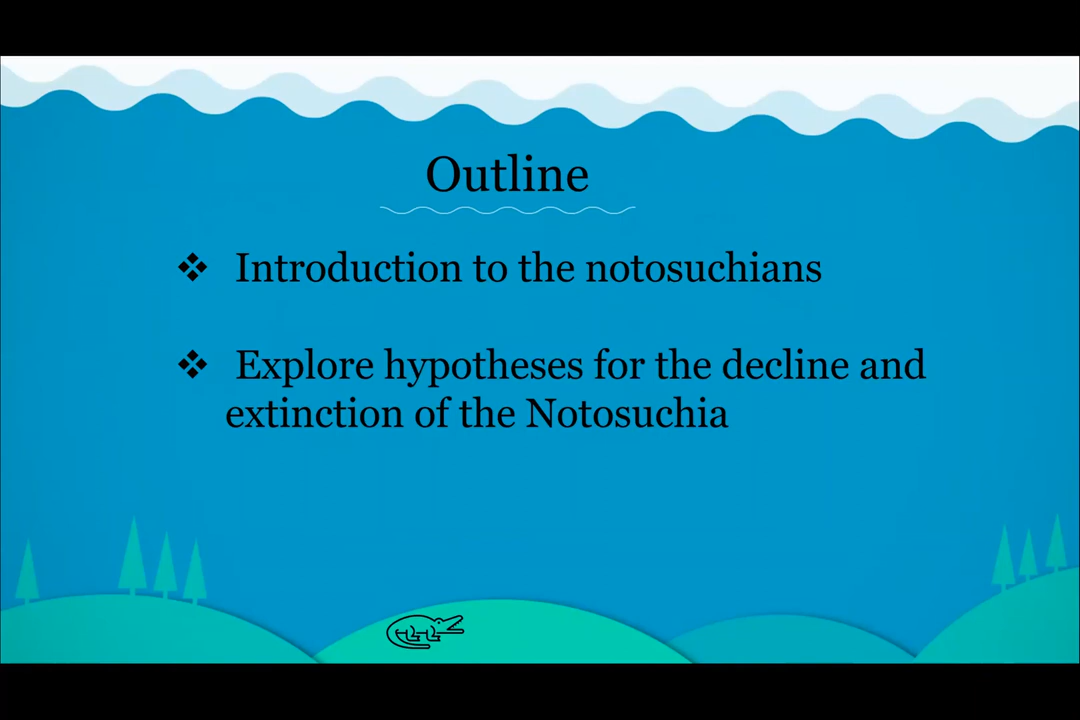 Outline
❖ Introduction to the notosuchians
❖ Explore hypotheses for the decline and
extinction of the Notosuchia